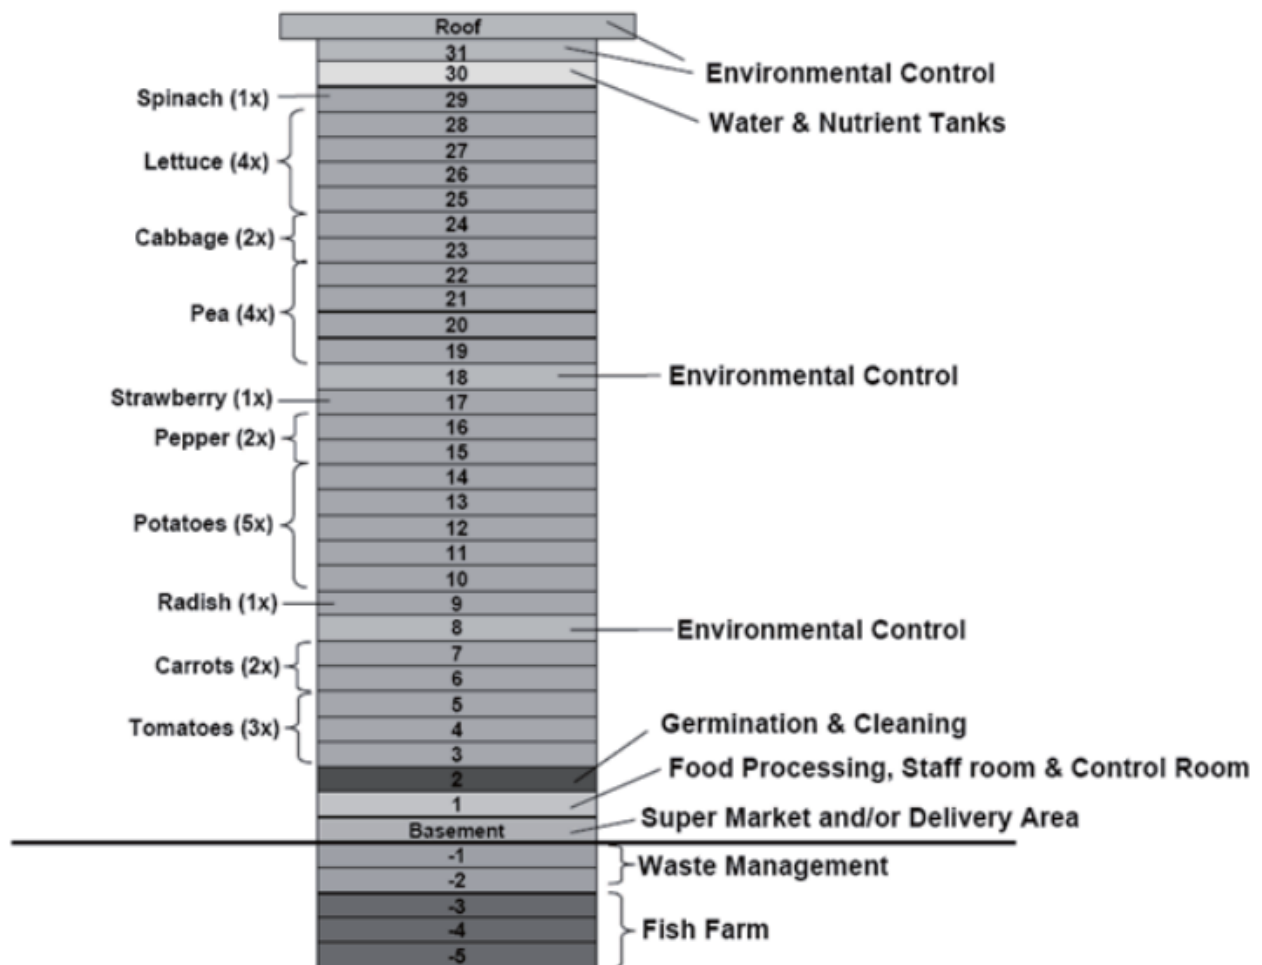 Roof
31
Environmental Control
30
Water & Nutrient Tanks
Spinach (1x)
29
28
27
Lettuce (4x)
26
25
24
Cabbage (2x)
23
22
21
Pea (4x)
20
19
18
Environmental Control
Strawberry (1x)
17
16
Pepper (2x)
15
14
13
Potatoes (5x)
12
11
10
Radish (1x)
9
8
Environmental Control
7
Carrots (2x)
6
5
Tomatoes (3x)
4
Germination & Cleaning
3
2
Food Processing, Staff room & Control Room
1
Super Market and/or Delivery Area
Basement
-1
Waste Management
-2
-3
Fish Farm
-4
-5